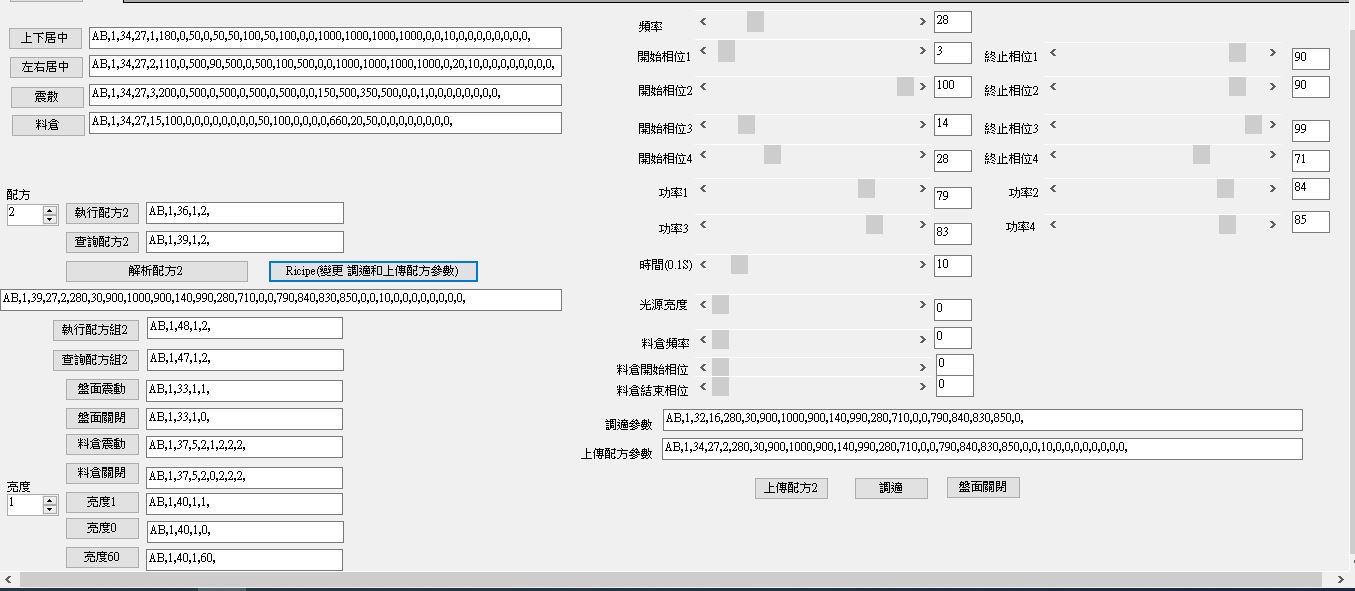 上下居中 AB,1,34,27,1,180,0,50,0,50,50,100,50,100,0,0,1000,1000,1000,1000,0,0,10,0,0,0,0,0,0,0,0,
左右居中 AB,1,34,27,2,110,0,500,90,500,0,500,100,500,0,0,1000,1000,1000,1000,0,20,10,0,0,0,0,0,0,0,0,
震散 AB,1,34,27,3,200,0,500,0,500,0,500,0,500,0,0,150,500,350,500,0,0,1,0,0,0,0,0,0,0,0,
料倉 AB,1,34,27,15,100,0,0,0,0,0,0,0,0,50,100,0,0,0,0,660,20,50,0,0,0,0,0,0,0,0,
配方
2 執行配方2 AB,1,36,1,2,
查詢配方2 AB,1,39,1,2,
解析配方2 Ricipe(變更 調適和上傳配方參數)
AB,1,39,27,2,280,30,900,1000,900,140,990,280,710,0,0,790,840,830,850,0,0,10,0,0,0,0,0,0,0,0,
執行配方組2 AB,1,48,1,2,
查詢配方組2 AB,1,47,1,2,
盤面震動 AB,1,33,1,1,
盤面關閉 AB,1,33,1,0,
料倉震動 AB,1,37,5,2,1,2,2,2,
料倉關閉 AB,1,37,5,2,0,2,2,2,
亮度
1 亮度1 AB,1,40,1,1,
亮度0 AB,1,40,1,0,
亮度60 AB,1,40,1,60,
頻率 28
開始相位1 3 終止相位1 90
開始相位2 100 終止相位2 90
開始相位3 14 終止相位3 99
開始相位4 28 終止相位4 71
功率1 79 功率2 84
功率3 83 功率4 85
時間(0.1S) 10
光源亮度 0
料倉頻率 0
料倉開始相位 0
料倉結束相位 0
調適參數 AB,1,32,16,280,30,900,1000,900,140,990,280,710,0,0,790,840,830,850,0,
上傳配方參數 AB,1,34,27,2,280,30,900,1000,900,140,990,280,710,0,0,790,840,830,850,0,0,10,0,0,0,0,0,0,0,0,
上傳配方2 調適 盤面關閉